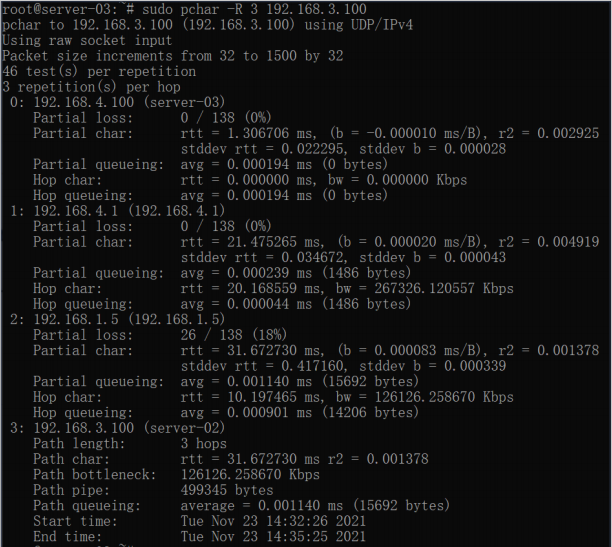 root@server-03:~# sudo pchar -R 3 192.168.3.100
pchar to 192.168.3.100 (192.168.3.100) using UDP/IPv4
Using raw socket input
Packet size increments from 32 to 1500 by 32
46 test(s) per repetition
3 repetition(s) per hop
0: 192.168.4.100 (server-03)
Partial loss: 0 / 138 (0%)
Partial char: rtt = 1.306706 ms, (b = -0.000010 ms/B), r2 = 0.002925
stddev rtt = 0.022295, stddev b = 0.000028
Partial queueing: avg = 0.000194 ms (0 bytes)
Hop char: rtt = 0.000000 ms, bw = 0.000000 Kbps
Hop queueing: avg = 0.000194 ms (0 bytes)
1: 192.168.4.1 (192.168.4.1)
Partial loss: 0 / 138 (0%)
Partial char: rtt = 21.475265 ms, (b = 0.000020 ms/B), r2 = 0.004919
stddev rtt = 0.034672, stddev b = 0.000043
Partial queueing: avg = 0.000239 ms (1486 bytes)
Hop char: rtt = 20.168559 ms, bw = 267326.120557 Kbps
Hop queueing: avg = 0.000044 ms (1486 bytes)
2: 192.168.1.5 (192.168.1.5)
Partial loss: 26 / 138 (18%)
Partial char: rtt = 31.672730 ms, (b = 0.000083 ms/B), r2 = 0.001378
stddev rtt = 0.417160, stddev b = 0.000339
Partial queueing: avg = 0.001140 ms (15692 bytes)
Hop char: rtt = 10.197465 ms, bw = 126126.258670 Kbps
Hop queueing: avg = 0.000901 ms (14206 bytes)
3: 192.168.3.100 (server-02)
Path length: 3 hops
Path char: rtt = 31.672730 ms r2 = 0.001378
Path bottleneck: 126126.258670 Kbps
Path pipe: 499345 bytes
Path queueing: average = 0.001140 ms (15692 bytes)
Start time: Tue Nov 23 14:32:26 2021
End time: Tue Nov 23 14:35:25 2021